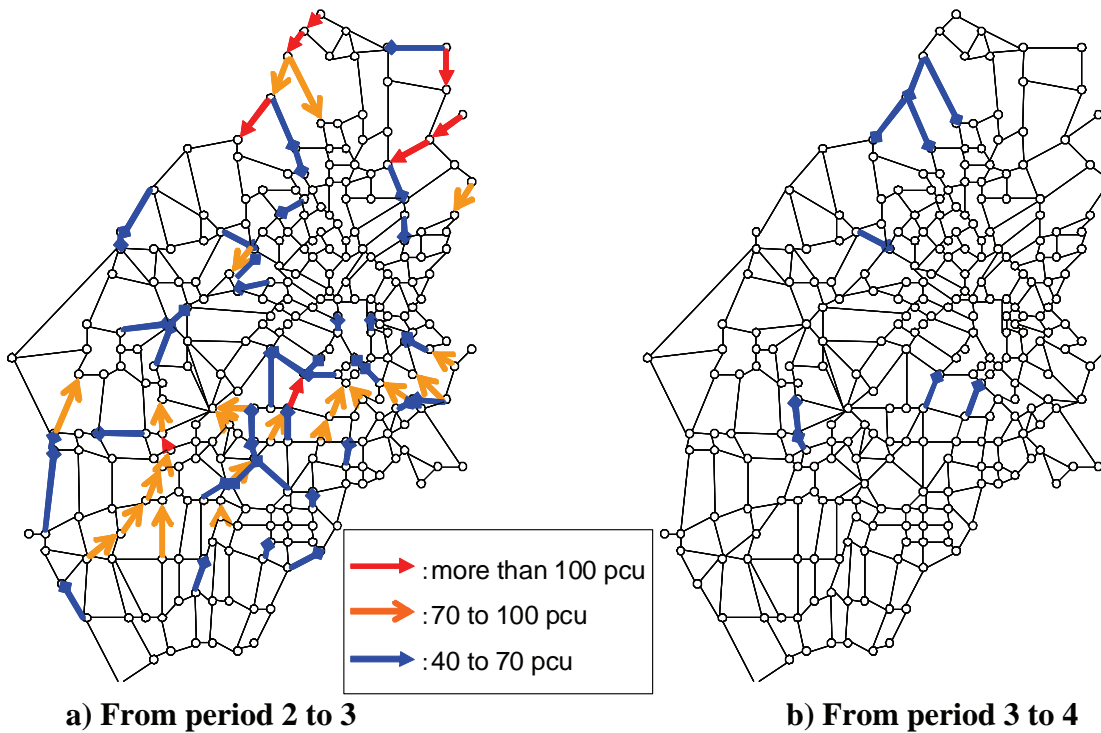 :more than 100 pcu
:70 to 100 pcu
:40 to 70 pcu
a) From period 2 to 3
b) From period 3 to 4